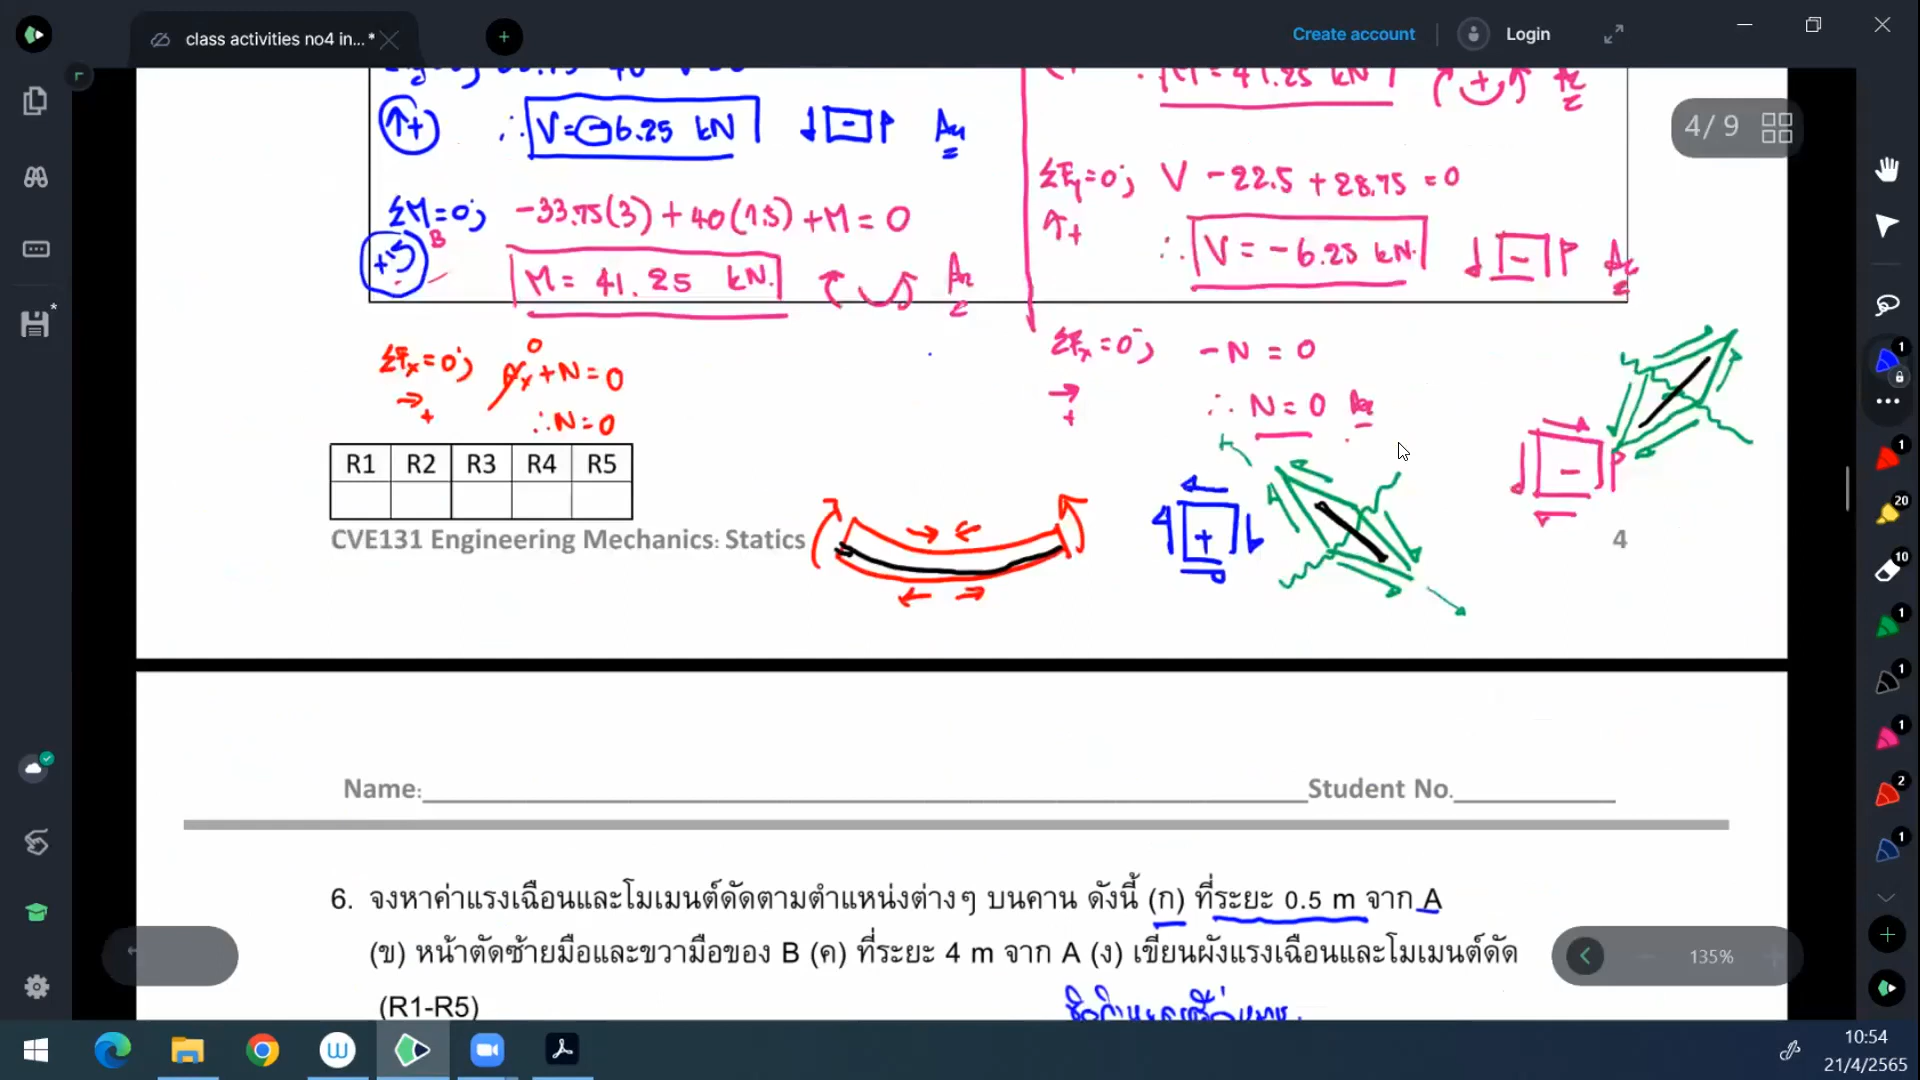 class activities no4 in...*
Create account
Login
4/ 9
M = 41.25 kN
V = - 6.25 kN
ΣFy=0; V - 22.5 + 28.75 = 0
↑+
∴ V = - 6.25 kN.
ΣM=0; -33.75(3) + 40(1.5) + M = 0
B
M = 41.25 kN.
ΣFx=0; Ax + N = 0
0
→+
∴ N = 0
ΣFx = 0; - N = 0
→+
∴ N = 0
R1 R2 R3 R4 R5
CVE131 Engineering Mechanics: Statics
4
Name:
Student No.
6. จงหาค่าแรงเฉือนและโมเมนต์ดัดตามตำแหน่งต่างๆ บนคาน ดังนี้ (ก) ที่ระยะ 0.5 m จาก A
(ข) หน้าตัดซ้ายมือและขวามือของ B (ค) ที่ระยะ 4 m จาก A (ง) เขียนผังแรงเฉือนและโมเมนต์ดัด
(R1-R5)
135%
10:54
21/4/2565